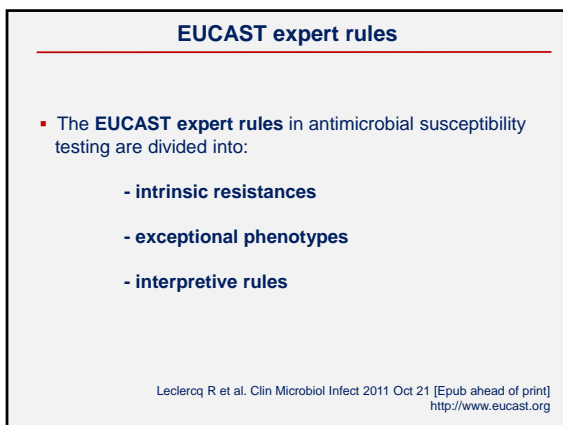 EUCAST expert rules
▪ The EUCAST expert rules in antimicrobial susceptibility
testing are divided into:
- intrinsic resistances
- exceptional phenotypes
- interpretive rules
Leclercq R et al. Clin Microbiol Infect 2011 Oct 21 [Epub ahead of print]
http://www.eucast.org